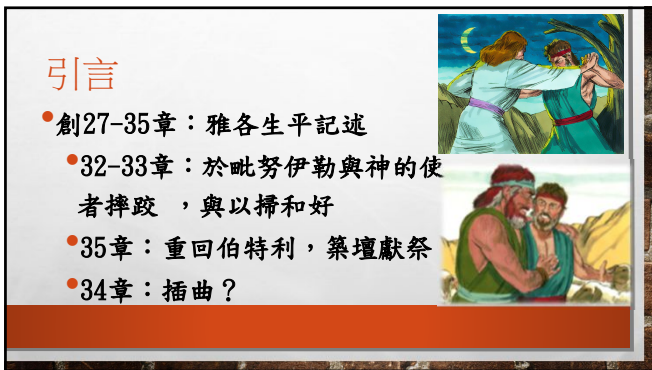 引言
創27-35章：雅各生平記述
32-33章：於毗努伊勒與神的使
者摔跤 ，與以掃和好
35章：重回伯特利，築壇獻祭
34章：插曲？